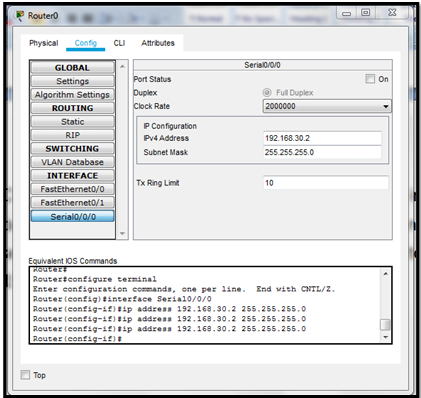 Router0
Physical Config CLI Attributes
GLOBAL
Settings
Algorithm Settings
ROUTING
Static
RIP
SWITCHING
VLAN Database
INTERFACE
FastEthernet0/0
FastEthernet0/1
Serial0/0/0
Serial0/0/0
Port Status On
Duplex Full Duplex
Clock Rate 2000000
IP Configuration
IPv4 Address 192.168.30.2
Subnet Mask 255.255.255.0
Tx Ring Limit 10
Equivalent IOS Commands
Router#
Router#configure terminal
Enter configuration commands, one per line. End with CNTL/Z.
Router(config)#interface Serial0/0/0
Router(config-if)#ip address 192.168.30.2 255.255.255.0
Router(config-if)#ip address 192.168.30.2 255.255.255.0
Router(config-if)#ip address 192.168.30.2 255.255.255.0
Router(config-if)#
Top